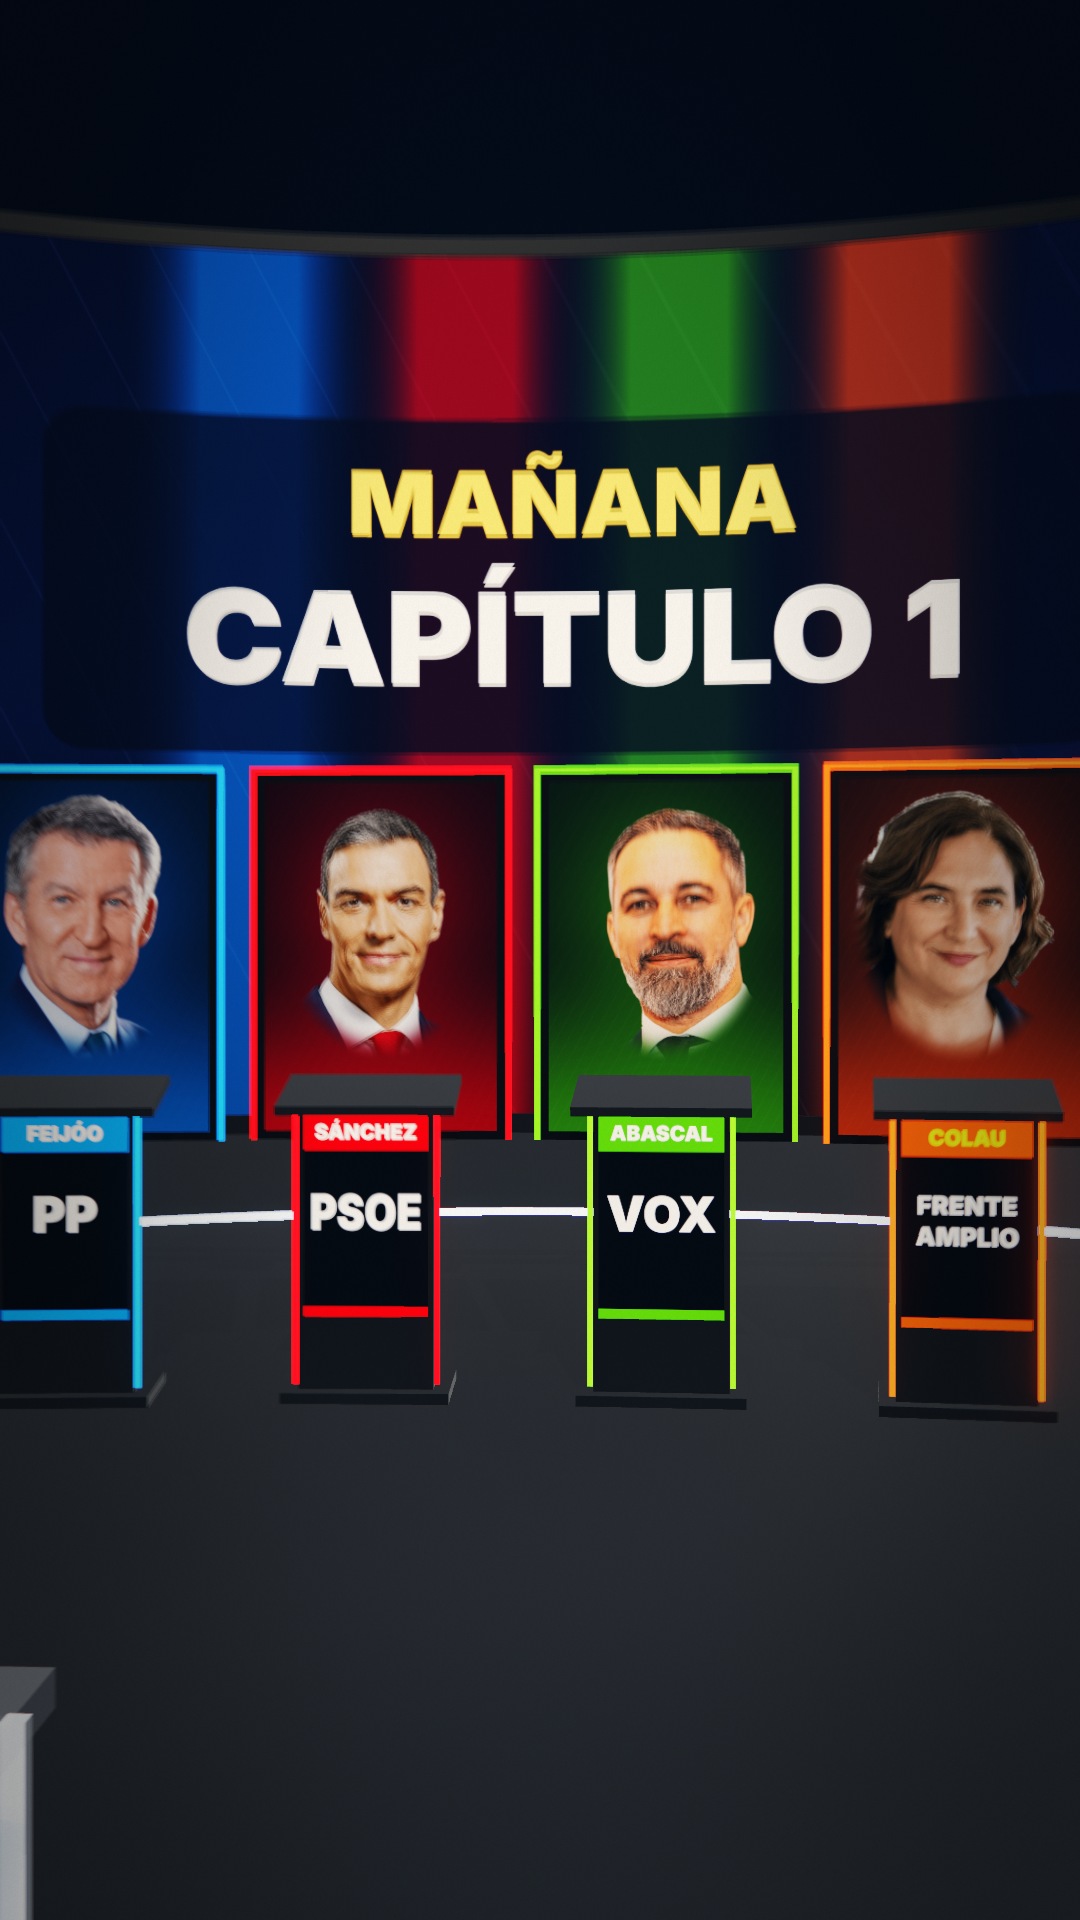 MAÑANA
CAPÍTULO 1
FEIJÓO
PP
SÁNCHEZ
PSOE
ABASCAL
VOX
COLAU
FRENTE
AMPLIO